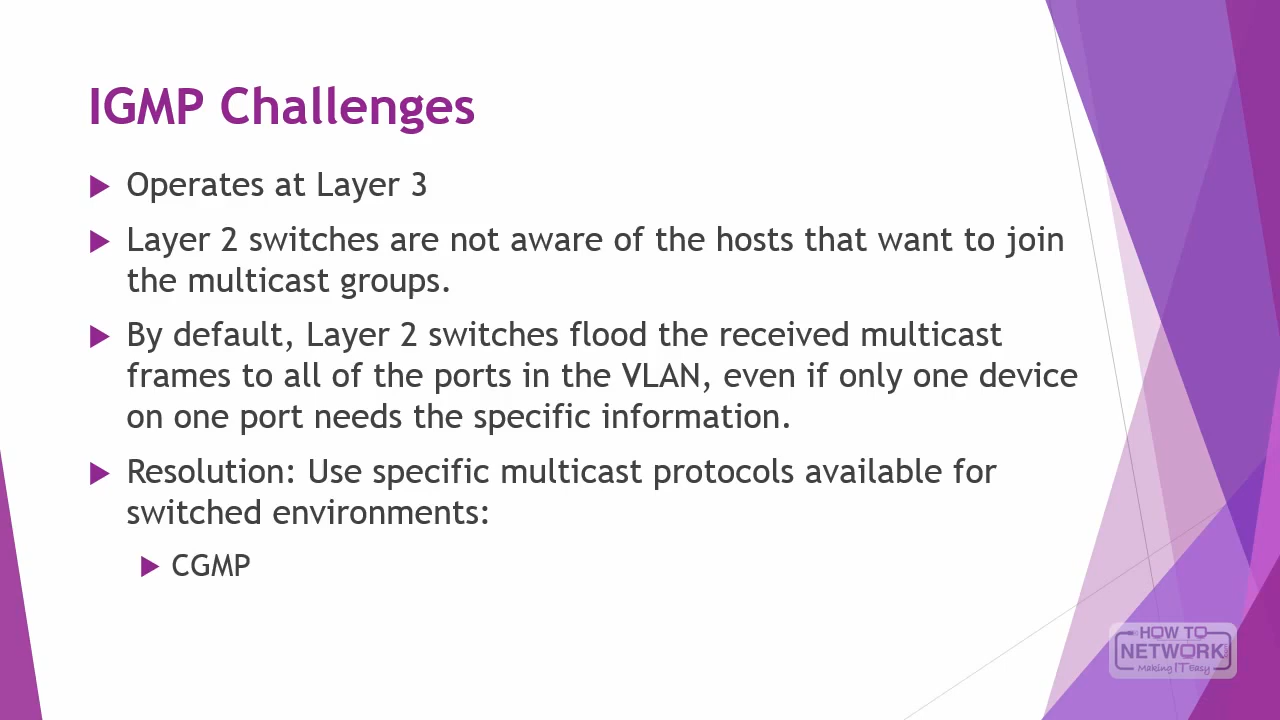 IGMP Challenges
Operates at Layer 3
Layer 2 switches are not aware of the hosts that want to join
the multicast groups.
By default, Layer 2 switches flood the received multicast
frames to all of the ports in the VLAN, even if only one device
on one port needs the specific information.
Resolution: Use specific multicast protocols available for
switched environments:
CGMP
HOW TO
NETWORK
Making IT Easy